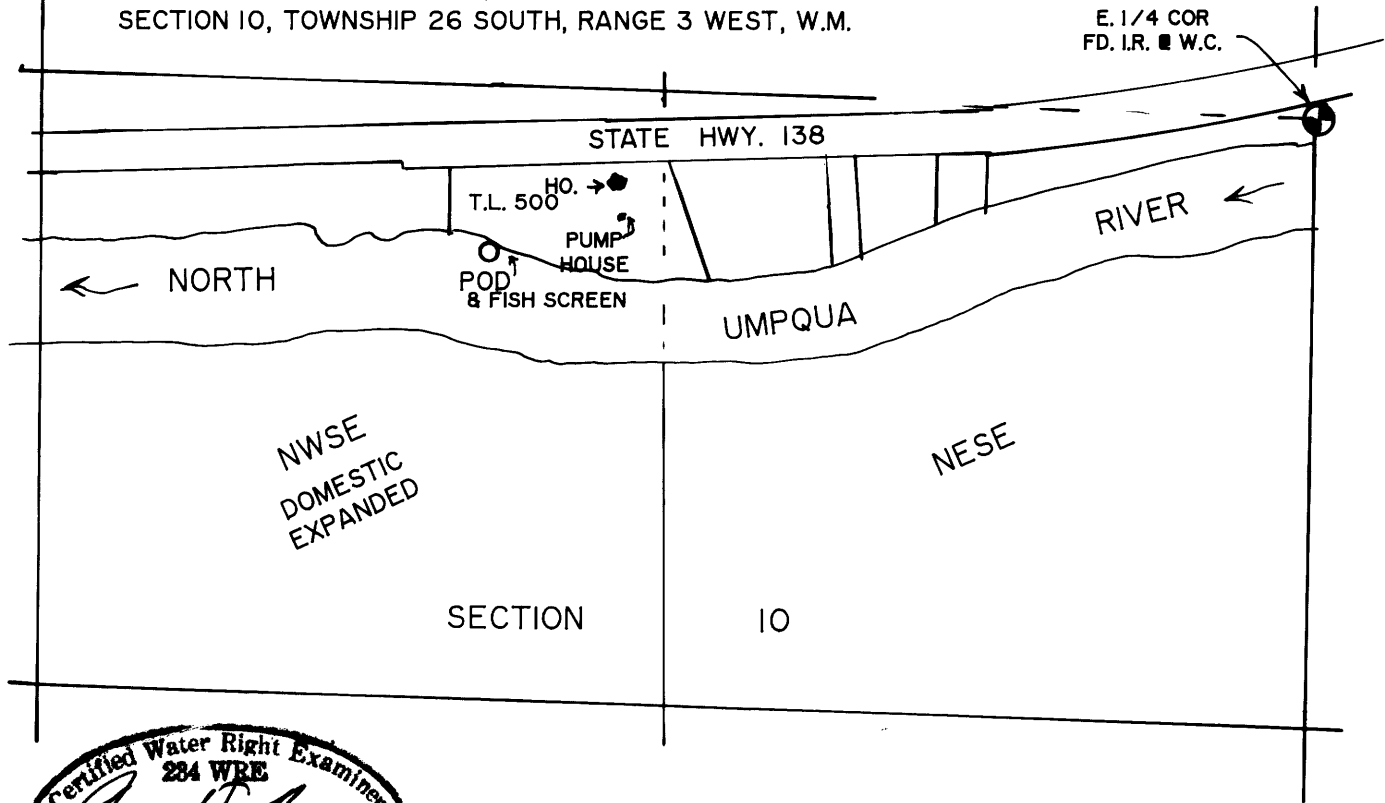 SECTION 10, TOWNSHIP 26 SOUTH, RANGE 3 WEST, W.M.
E. 1/4 COR
FD. I.R. @ W.C.
STATE HWY. 138
HO.
T.L. 500
PUMP
HOUSE
POD
& FISH SCREEN
RIVER
NORTH
UMPQUA
NWSE
DOMESTIC
EXPANDED
NESE
SECTION 10
Certified Water Right Examiner
284 WRE